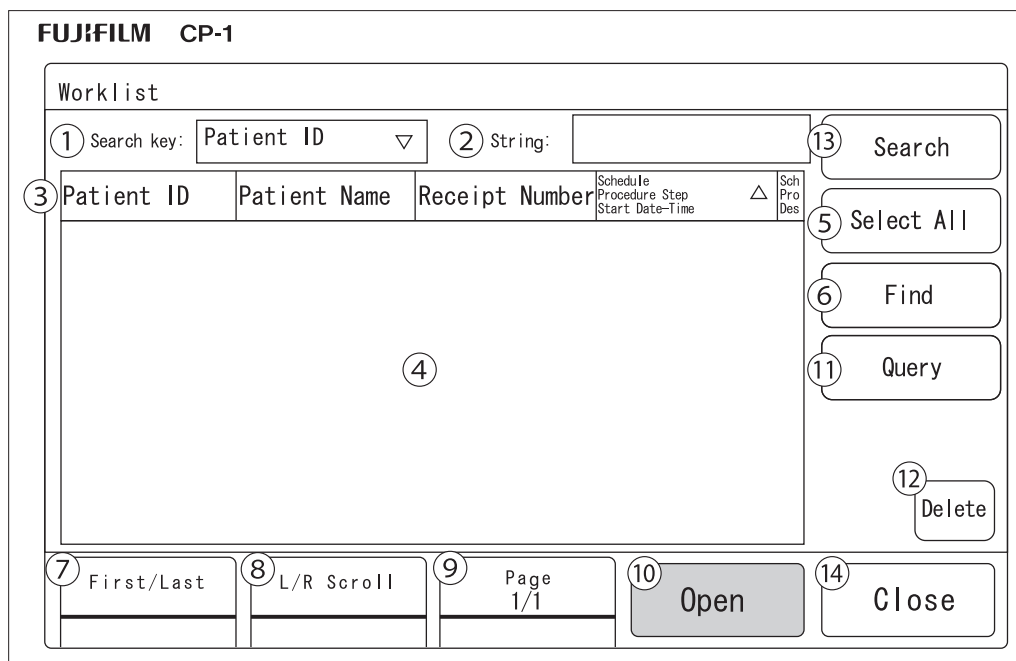 FUJIFILM CP-1
Worklist
① Search key: Patient ID ▽ ② String: ⑬ Search
③ Patient ID Patient Name Receipt Number Schedule Procedure Step Start Date-Time △ Sch Pro Des
⑤ Select All
⑥ Find
④ ⑪ Query
⑫ Delete
⑦ First/Last ⑧ L/R Scroll ⑨ Page 1/1 ⑩ Open ⑭ Close